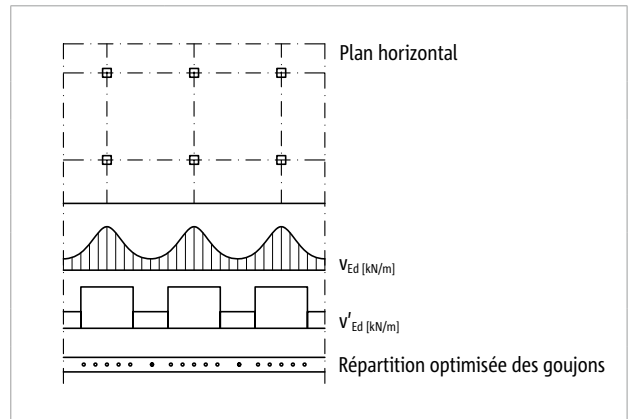 Plan horizontal
vEd [kN/m]
v'Ed [kN/m]
Répartition optimisée des goujons